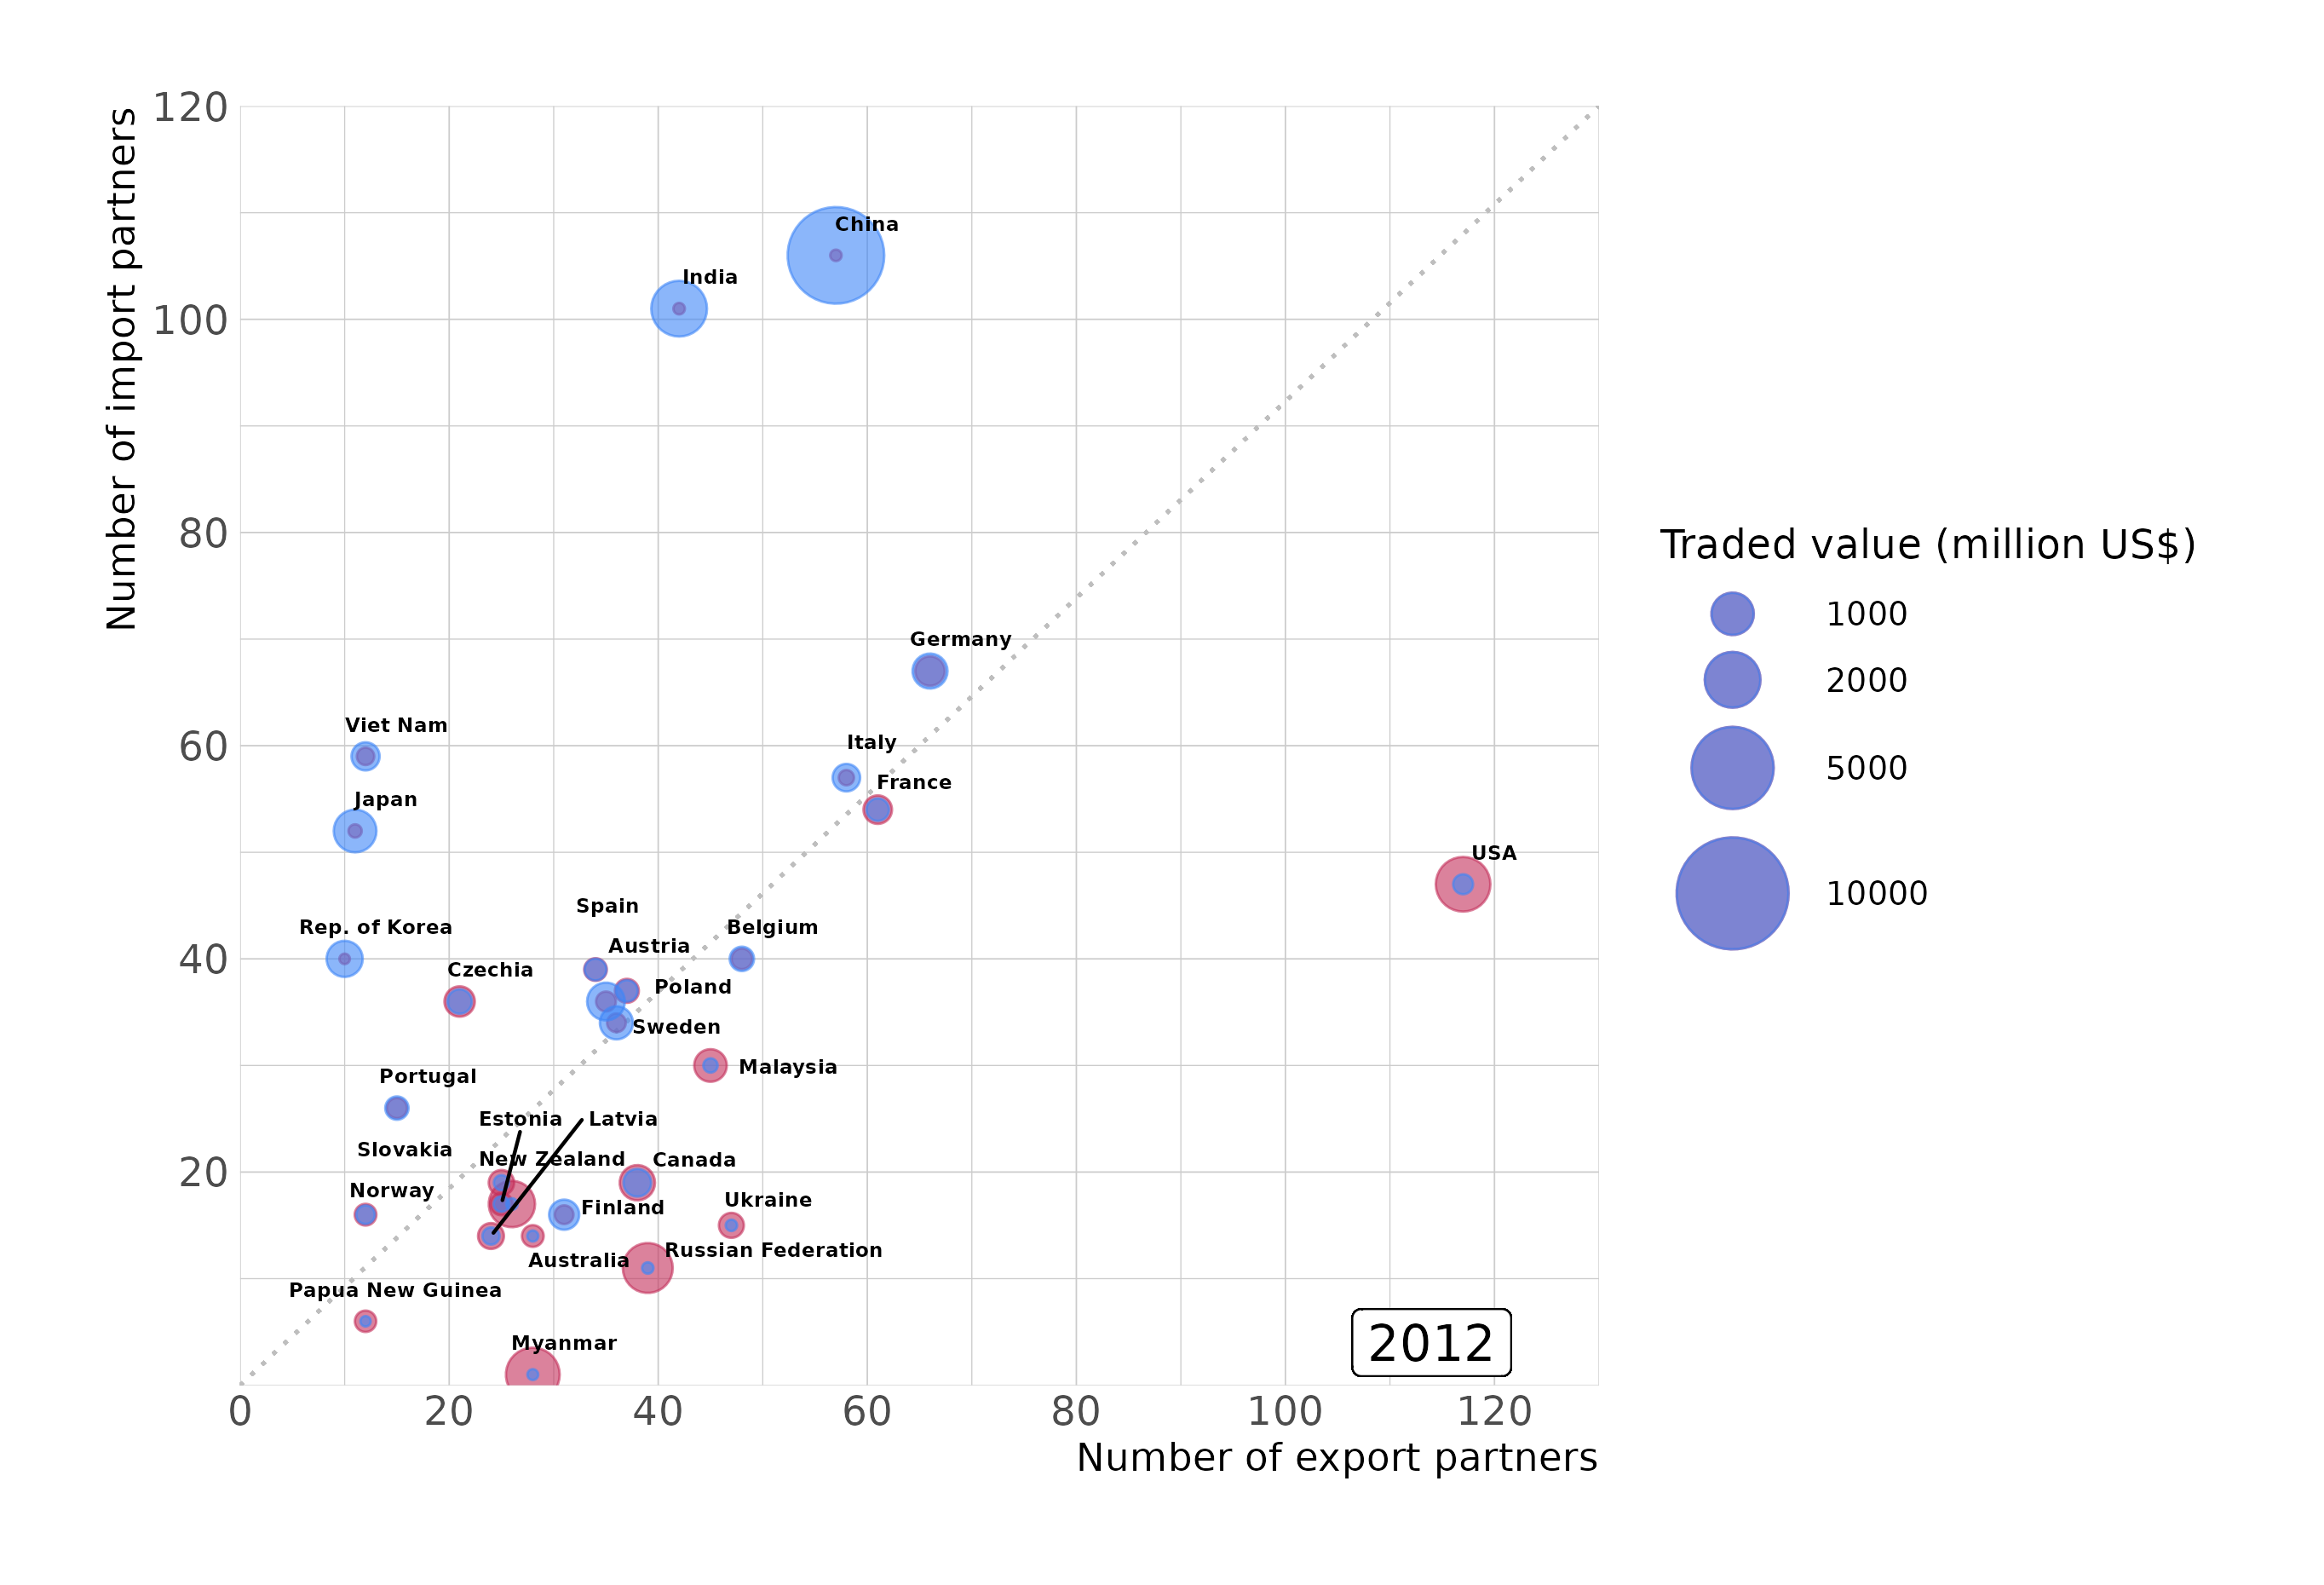 Number of import partners
120
100
80
60
40
20
China
India
Germany
Viet Nam
Italy
France
Japan
USA
Spain
Rep. of Korea
Belgium
Austria
Czechia
Poland
Sweden
Malaysia
Portugal
Estonia
Latvia
Slovakia
New Zealand
Canada
Norway
Ukraine
Finland
Russian Federation
Australia
Papua New Guinea
Myanmar
2012
0 20 40 60 80 100 120
Number of export partners
Traded value (million US$)
1000
2000
5000
10000